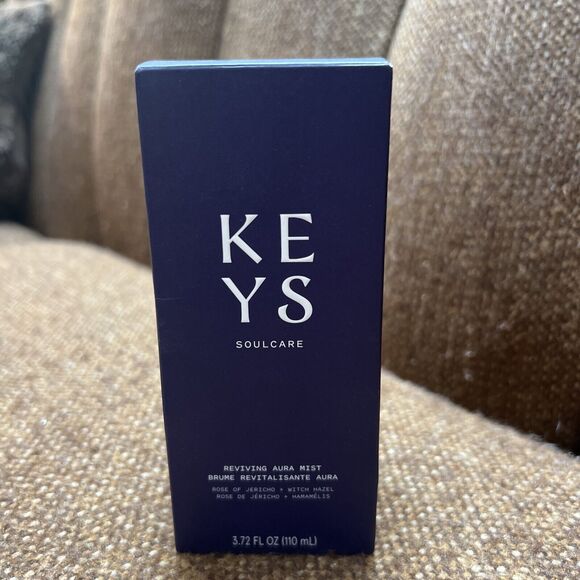 KE
YS
SOULCARE
REVIVING AURA MIST
BRUME REVITALISANTE AURA
ROSE OF JERICHO + WITCH HAZEL
ROSE DE JÉRICHO + HAMAMÉLIS
3.72 FL OZ (110 mL)